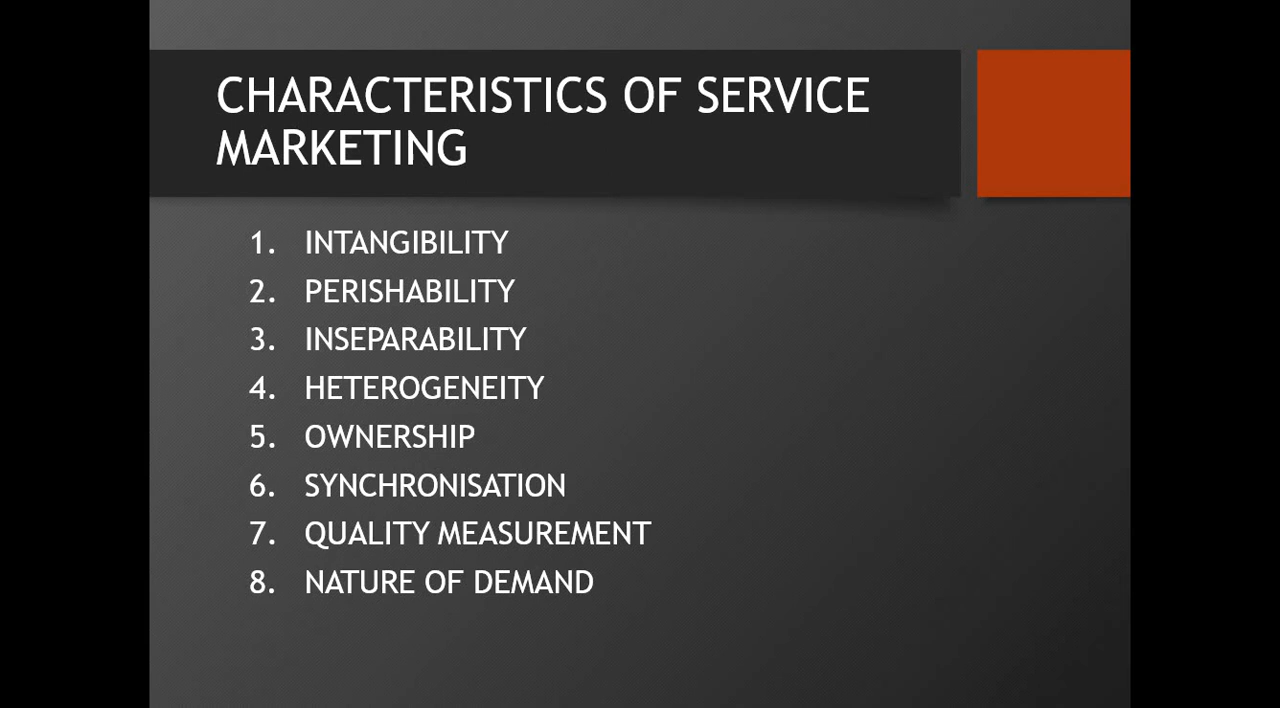 CHARACTERISTICS OF SERVICE
MARKETING
1. INTANGIBILITY
2. PERISHABILITY
3. INSEPARABILITY
4. HETEROGENEITY
5. OWNERSHIP
6. SYNCHRONISATION
7. QUALITY MEASUREMENT
8. NATURE OF DEMAND